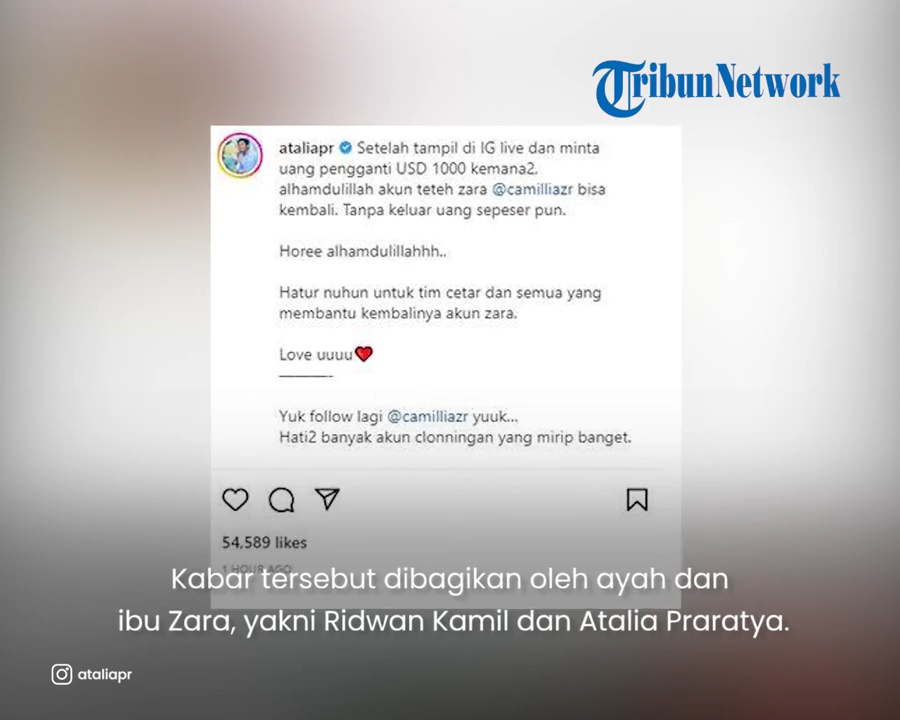 TribunNetwork
ataliapr Setelah tampil di IG live dan minta
uang pengganti USD 1000 kemana2.
alhamdulillah akun teteh zara @camilliazr bisa
kembali. Tanpa keluar uang sepeser pun.
Horee alhamdulillahhh..
Hatur nuhun untuk tim cetar dan semua yang
membantu kembalinya akun zara.
Love uuuu❤️
————-
Yuk follow lagi @camilliazr yuuk...
Hati2 banyak akun clonningan yang mirip banget.
54,589 likes
1 HOUR AGO
Kabar tersebut dibagikan oleh ayah dan
ibu Zara, yakni Ridwan Kamil dan Atalia Praratya.
ataliapr